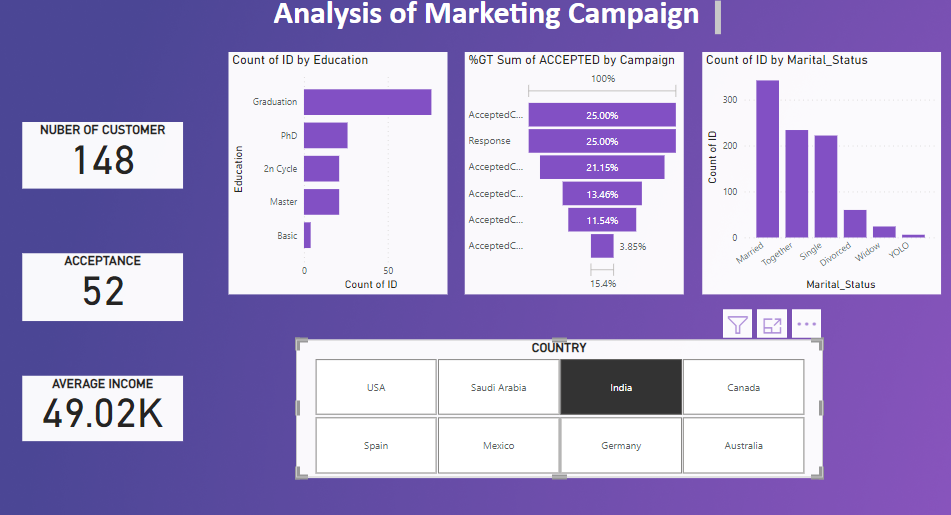 Analysis of Marketing Campaign
NUBER OF CUSTOMER
148
ACCEPTANCE
52
AVERAGE INCOME
49.02K
Count of ID by Education
Education
Graduation
PhD
2n Cycle
Master
Basic
0 50
Count of ID
%GT Sum of ACCEPTED by Campaign
100%
AcceptedC... 25.00%
Response 25.00%
AcceptedC... 21.15%
AcceptedC... 13.46%
AcceptedC... 11.54%
AcceptedC... 3.85%
15.4%
Count of ID by Marital_Status
Count of ID
300
200
100
0
Married Together Single Divorced Widow YOLO
Marital_Status
COUNTRY
USA Saudi Arabia India Canada
Spain Mexico Germany Australia